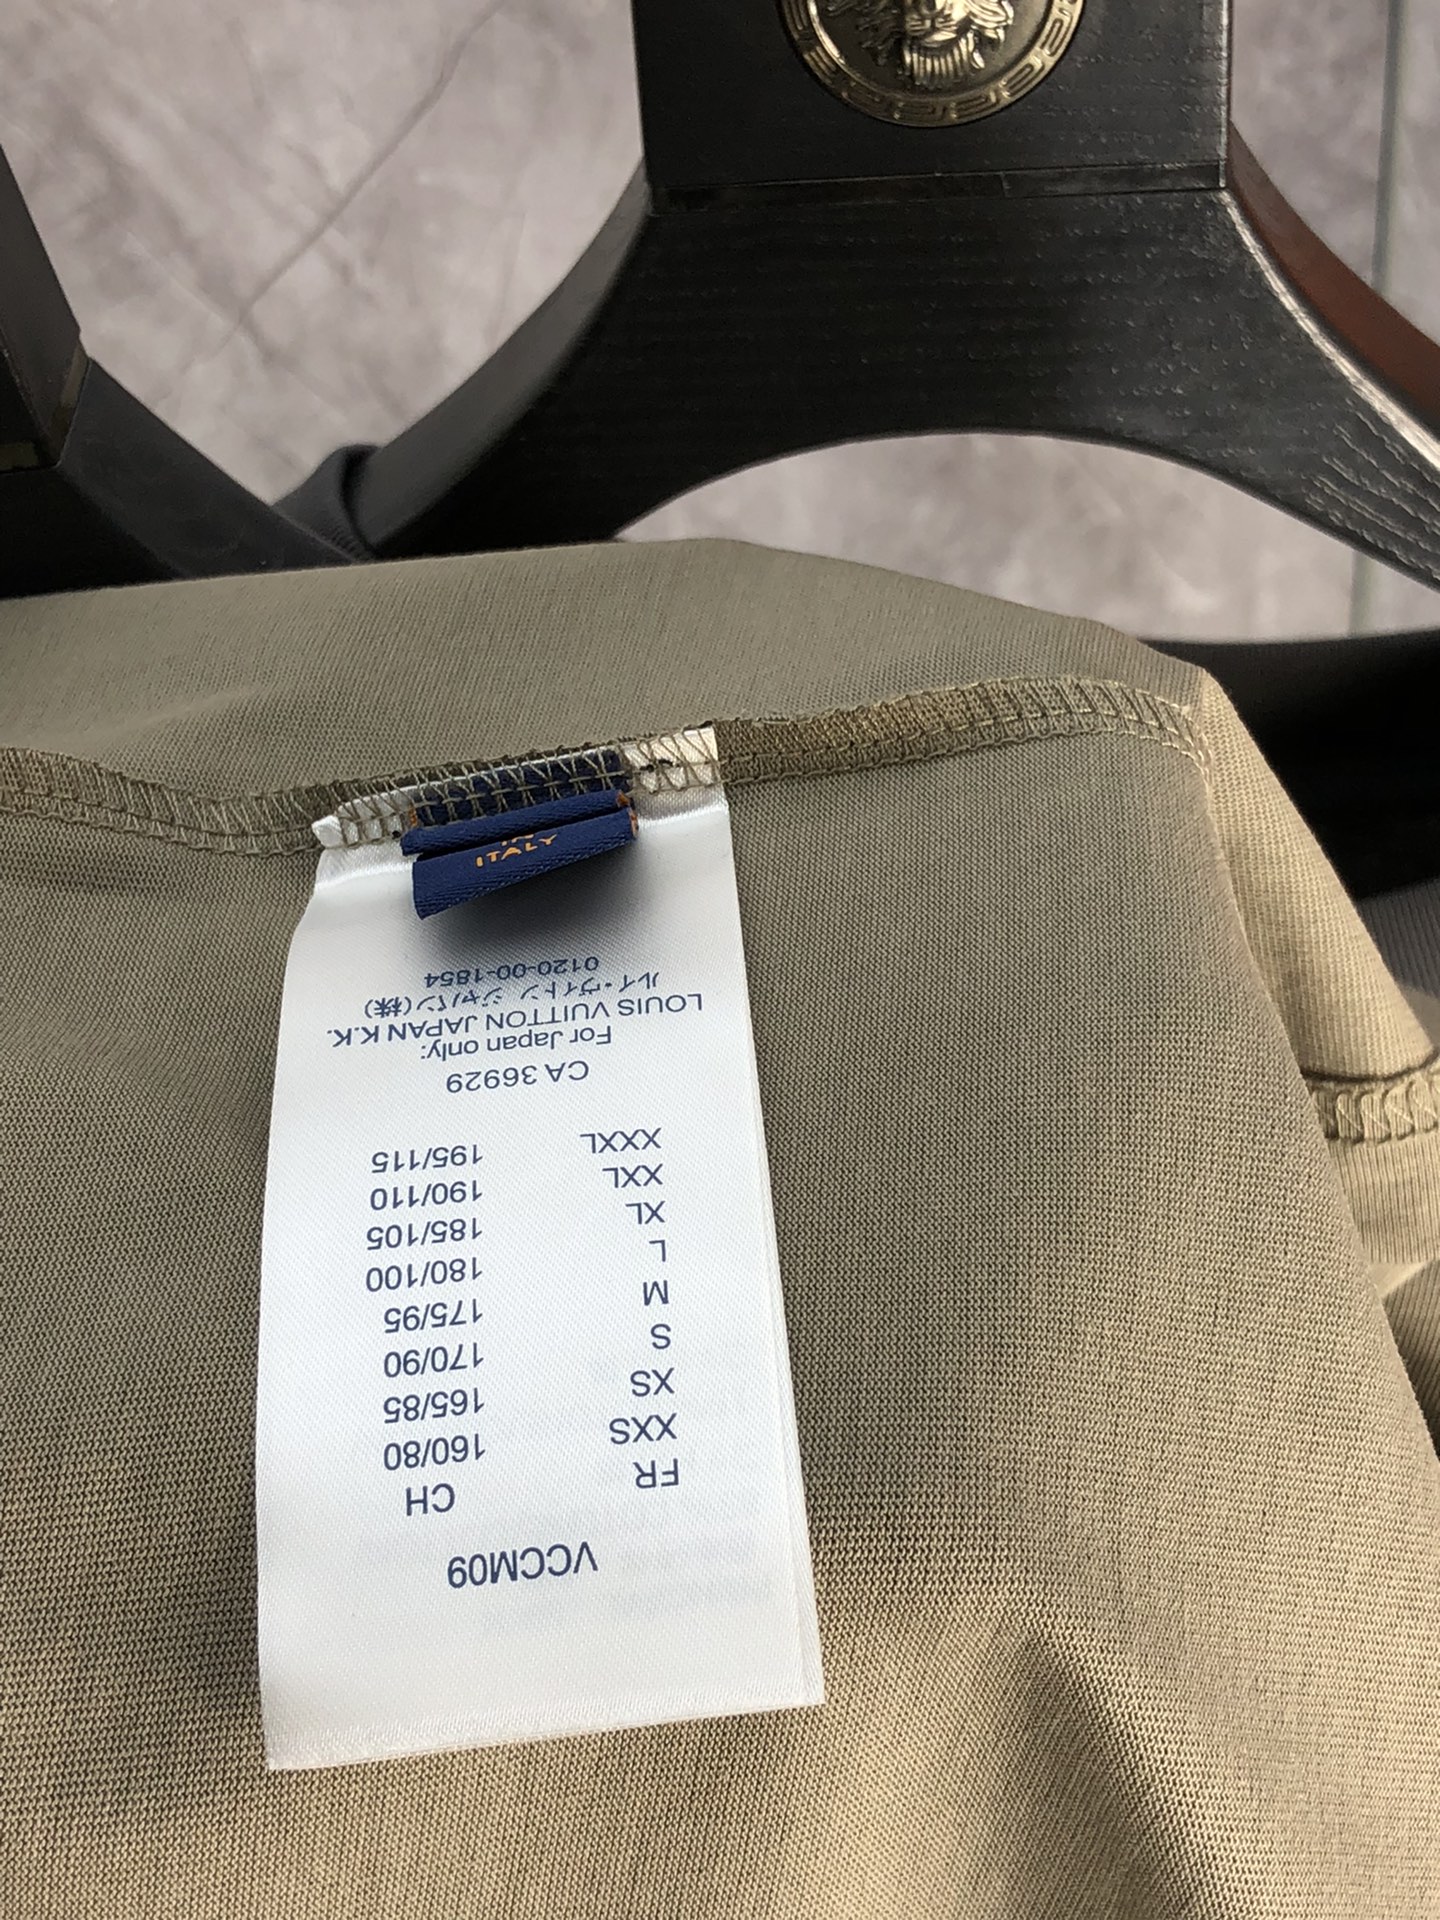 VCCM09
FR CH
XXS 160/80
XS 165/85
S 170/90
M 175/95
L 180/100
XL 185/105
XXL 190/110
XXXL 195/115
CA 36929
For Japan only:
LOUIS VUITTON JAPAN K.K.
ルイ・ヴィトン ジャパン(株)
0120-00-1854
ITALY